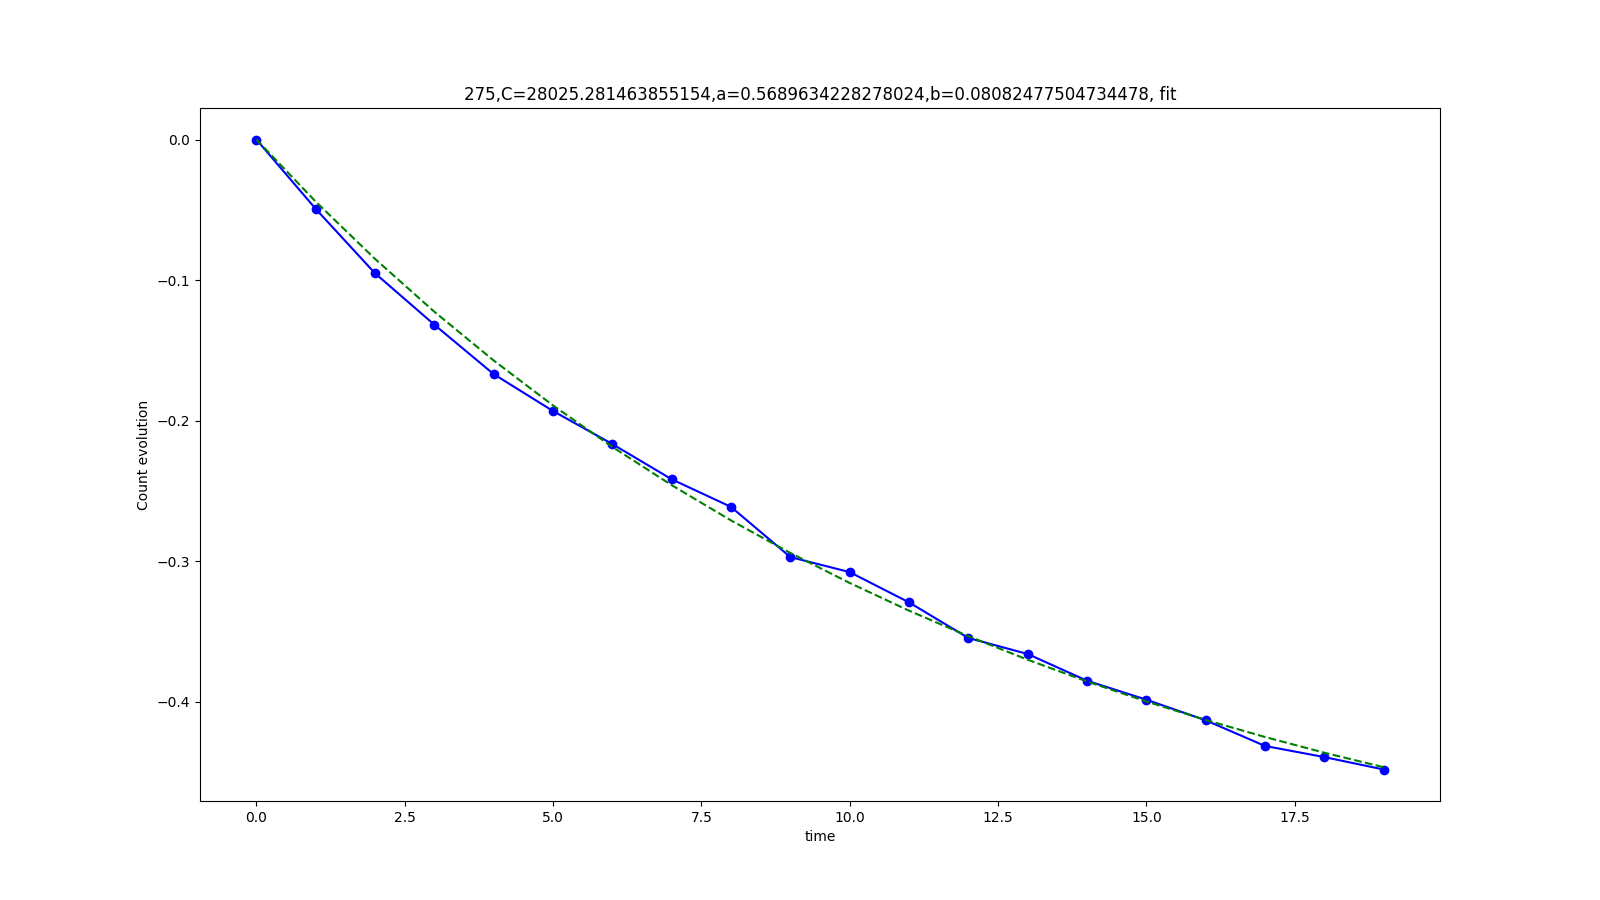 275,C=28025.281463855154,a=0.5689634228278024,b=0.08082477504734478, fit
0.0
−0.1
−0.2
−0.3
−0.4
Count evolution
0.0 2.5 5.0 7.5 10.0 12.5 15.0 17.5
time